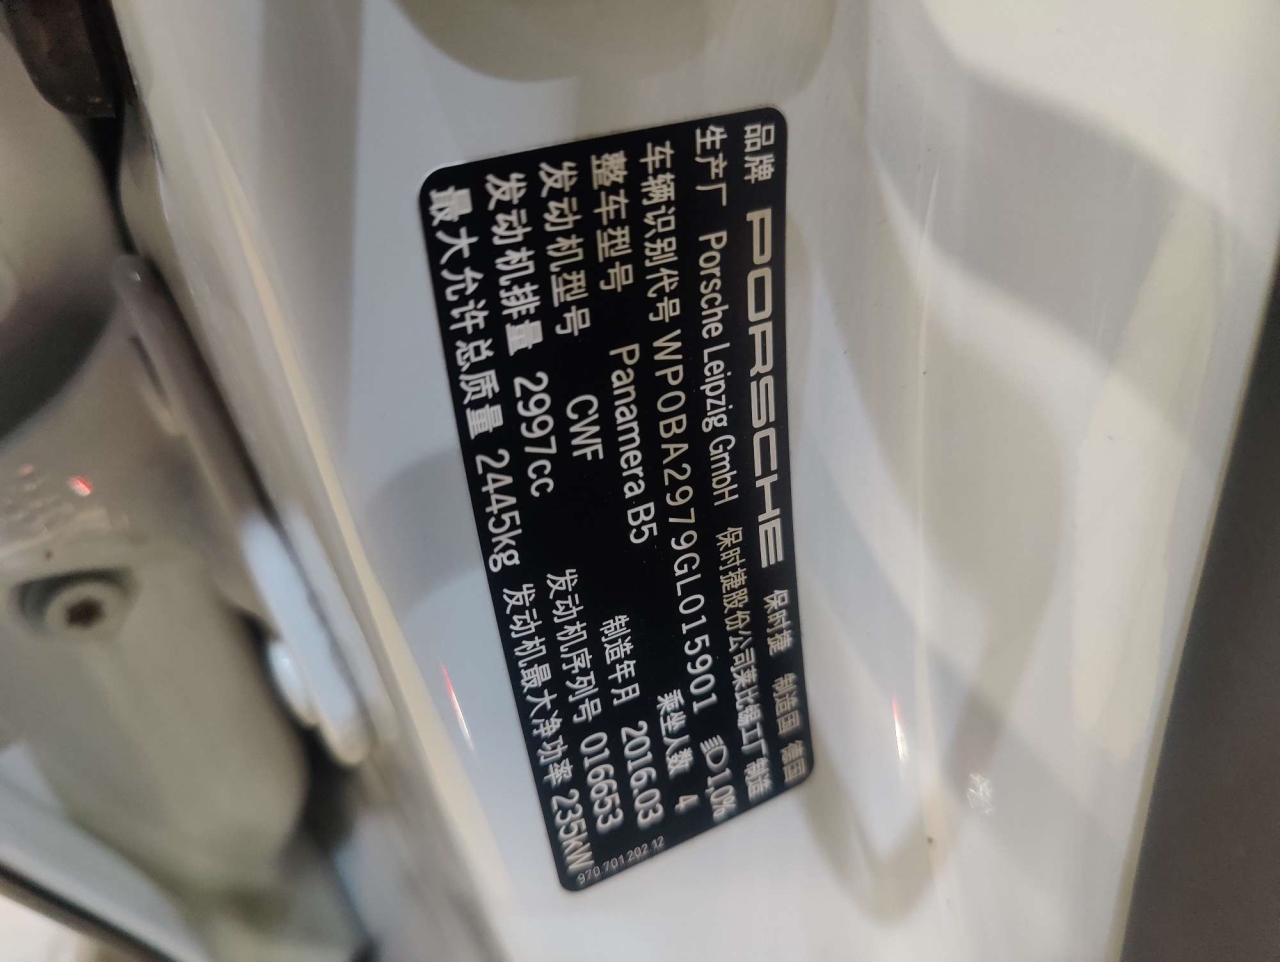 品牌 PORSCHE 保时捷 制造国 德国
生产厂 Porsche Leipzig GmbH 保时捷股份公司莱比锡工厂制造
车辆识别代号 WP0BA2979GL015901 1,0%
整车型号 Panamera B5 乘坐人数 4
发动机型号 CWF 制造年月 2016.03
发动机排量 2997cc 发动机序列号 016653
最大允许总质量 2445kg 发动机最大净功率 235kW
970.701.202.12